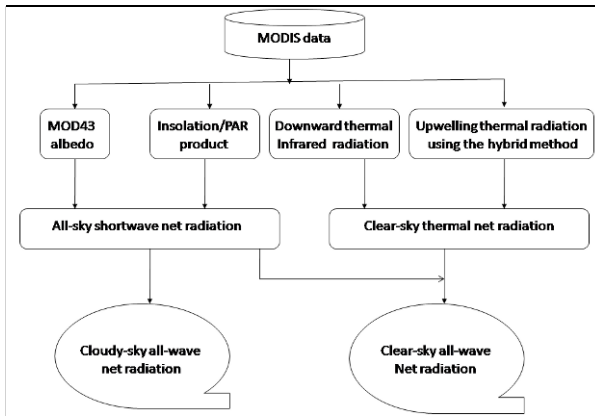 MODIS data
MOD43
albedo
Insolation/PAR
product
Downward thermal
Infrared radiation
Upwelling thermal radiation
using the hybrid method
All-sky shortwave net radiation
Clear-sky thermal net radiation
Cloudy-sky all-wave
net radiation
Clear-sky all-wave
Net radiation